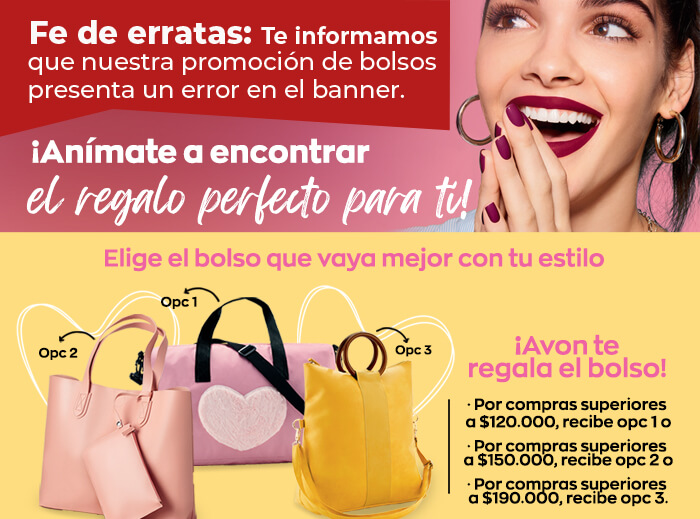 Fe de erratas: Te informamos
que nuestra promoción de bolsos
presenta un error en el banner.
¡Anímate a encontrar
el regalo perfecto para ti!
Elige el bolso que vaya mejor con tu estilo
Opc 1
Opc 2
Opc 3
¡Avon te
regala el bolso!
· Por compras superiores
a $120.000, recibe opc 1 o
· Por compras superiores
a $150.000, recibe opc 2 o
· Por compras superiores
a $190.000, recibe opc 3.